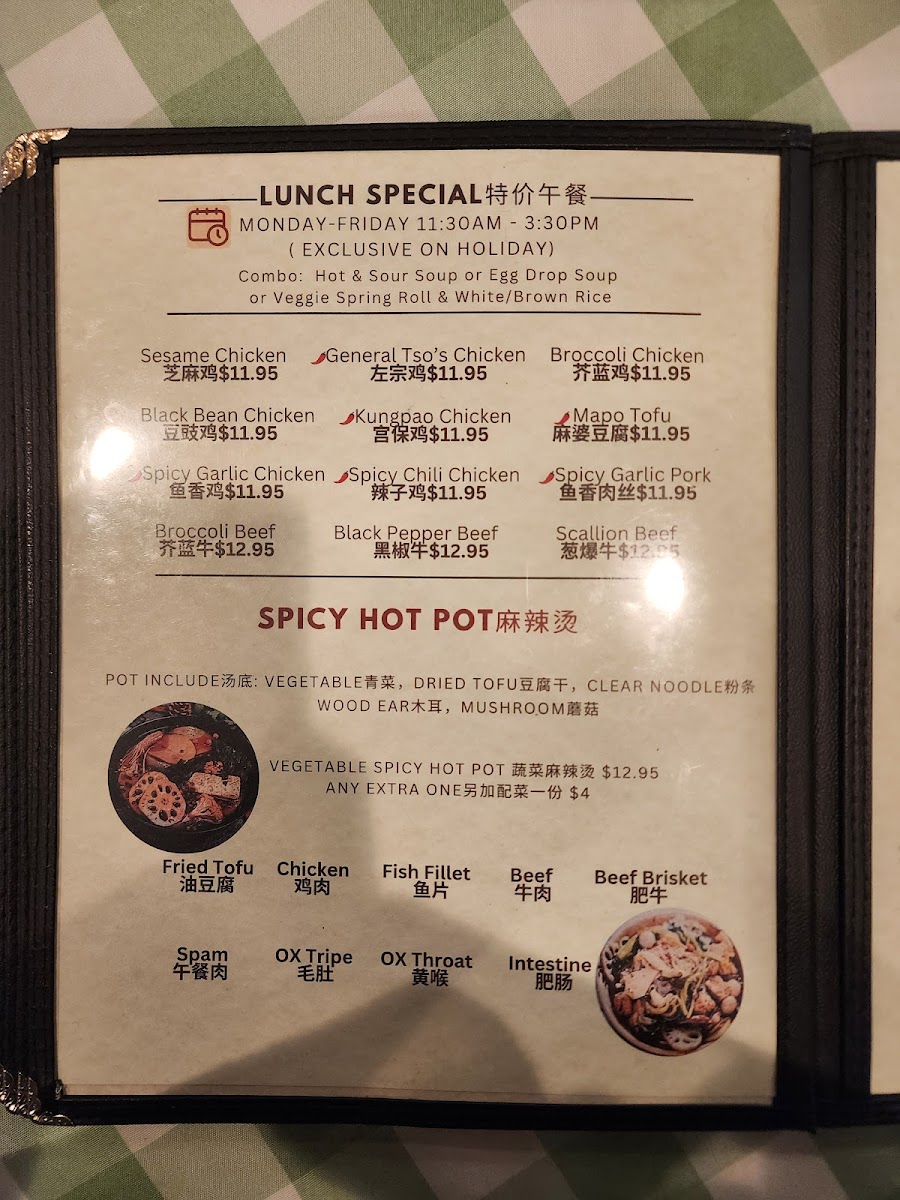 LUNCH SPECIAL特价午餐
MONDAY-FRIDAY 11:30AM - 3:30PM
( EXCLUSIVE ON HOLIDAY)
Combo: Hot & Sour Soup or Egg Drop Soup
or Veggie Spring Roll & White/Brown Rice
Sesame Chicken General Tso's Chicken Broccoli Chicken
芝麻鸡$11.95 左宗鸡$11.95 芥蓝鸡$11.95
Black Bean Chicken Kungpao Chicken Mapo Tofu
豆豉鸡$11.95 宫保鸡$11.95 麻婆豆腐$11.95
Spicy Garlic Chicken Spicy Chili Chicken Spicy Garlic Pork
鱼香鸡$11.95 辣子鸡$11.95 鱼香肉丝$11.95
Broccoli Beef Black Pepper Beef Scallion Beef
芥蓝牛$12.95 黑椒牛$12.95 葱爆牛$12.95
SPICY HOT POT麻辣烫
POT INCLUDE汤底: VEGETABLE青菜，DRIED TOFU豆腐干，CLEAR NOODLE粉条
WOOD EAR木耳，MUSHROOM蘑菇
VEGETABLE SPICY HOT POT 蔬菜麻辣烫 $12.95
ANY EXTRA ONE另加配菜一份 $4
Fried Tofu Chicken Fish Fillet Beef Beef Brisket
油豆腐 鸡肉 鱼片 牛肉 肥牛
Spam OX Tripe OX Throat Intestine
午餐肉 毛肚 黄喉 肥肠